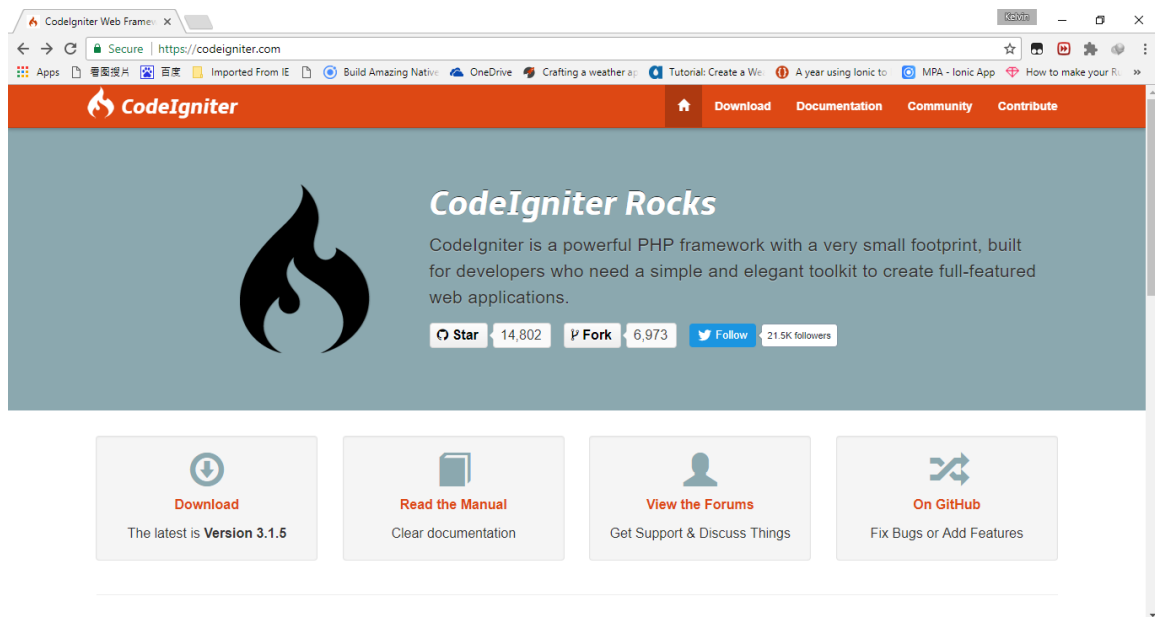 CodeIgniter Web Frame
Kelvin
Secure | https://codeigniter.com
Apps 看图搜片 百度 Imported From IE Build Amazing Native OneDrive Crafting a weather ap Tutorial: Create a We A year using Ionic to MPA - Ionic App How to make your Ru »
CodeIgniter Download Documentation Community Contribute
CodeIgniter Rocks
CodeIgniter is a powerful PHP framework with a very small footprint, built
for developers who need a simple and elegant toolkit to create full-featured
web applications.
Star 14,802 Fork 6,973 Follow 21.5K followers
Download Read the Manual View the Forums On GitHub
The latest is Version 3.1.5 Clear documentation Get Support & Discuss Things Fix Bugs or Add Features